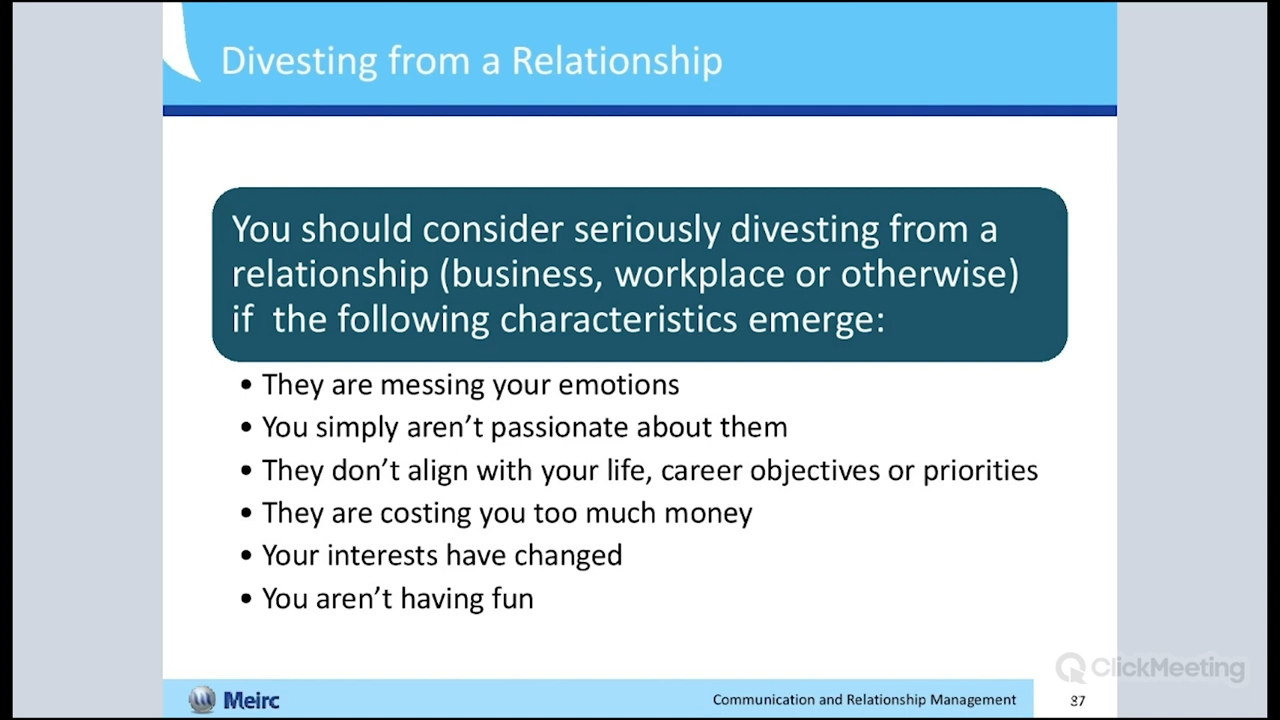 Divesting from a Relationship
You should consider seriously divesting from a
relationship (business, workplace or otherwise)
if the following characteristics emerge:
• They are messing your emotions
• You simply aren’t passionate about them
• They don’t align with your life, career objectives or priorities
• They are costing you too much money
• Your interests have changed
• You aren’t having fun
ClickMeeting
Meirc
Communication and Relationship Management
37